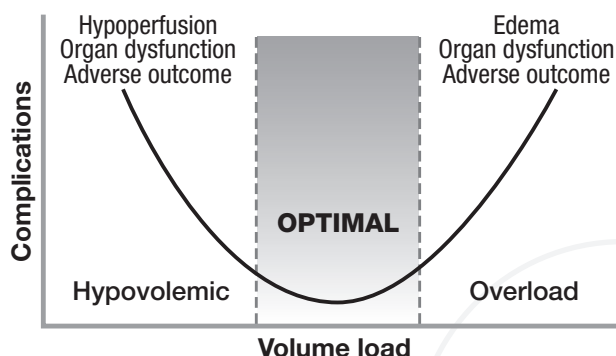 Hypoperfusion
Organ dysfunction
Adverse outcome
Edema
Organ dysfunction
Adverse outcome
Complications
OPTIMAL
Hypovolemic
Overload
Volume load